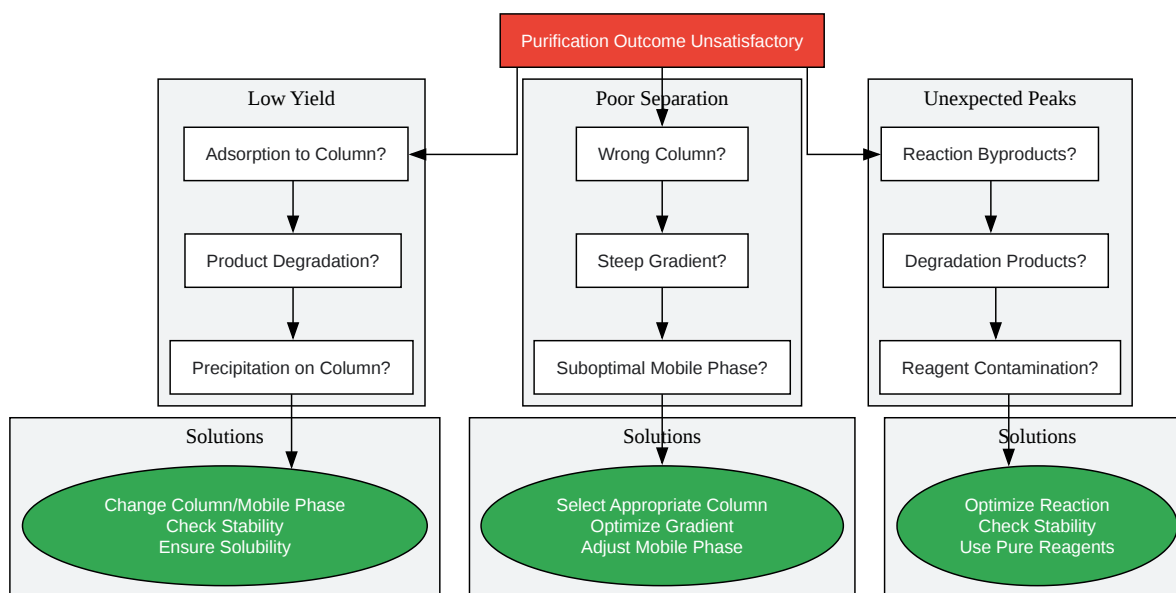 Purification Outcome Unsatisfactory
Low Yield
Adsorption to Column?
Product Degradation?
Precipitation on Column?
Solutions
Change Column/Mobile Phase
Check Stability
Ensure Solubility
Poor Separation
Wrong Column?
Steep Gradient?
Suboptimal Mobile Phase?
Solutions
Select Appropriate Column
Optimize Gradient
Adjust Mobile Phase
Unexpected Peaks
Reaction Byproducts?
Degradation Products?
Reagent Contamination?
Solutions
Optimize Reaction
Check Stability
Use Pure Reagents